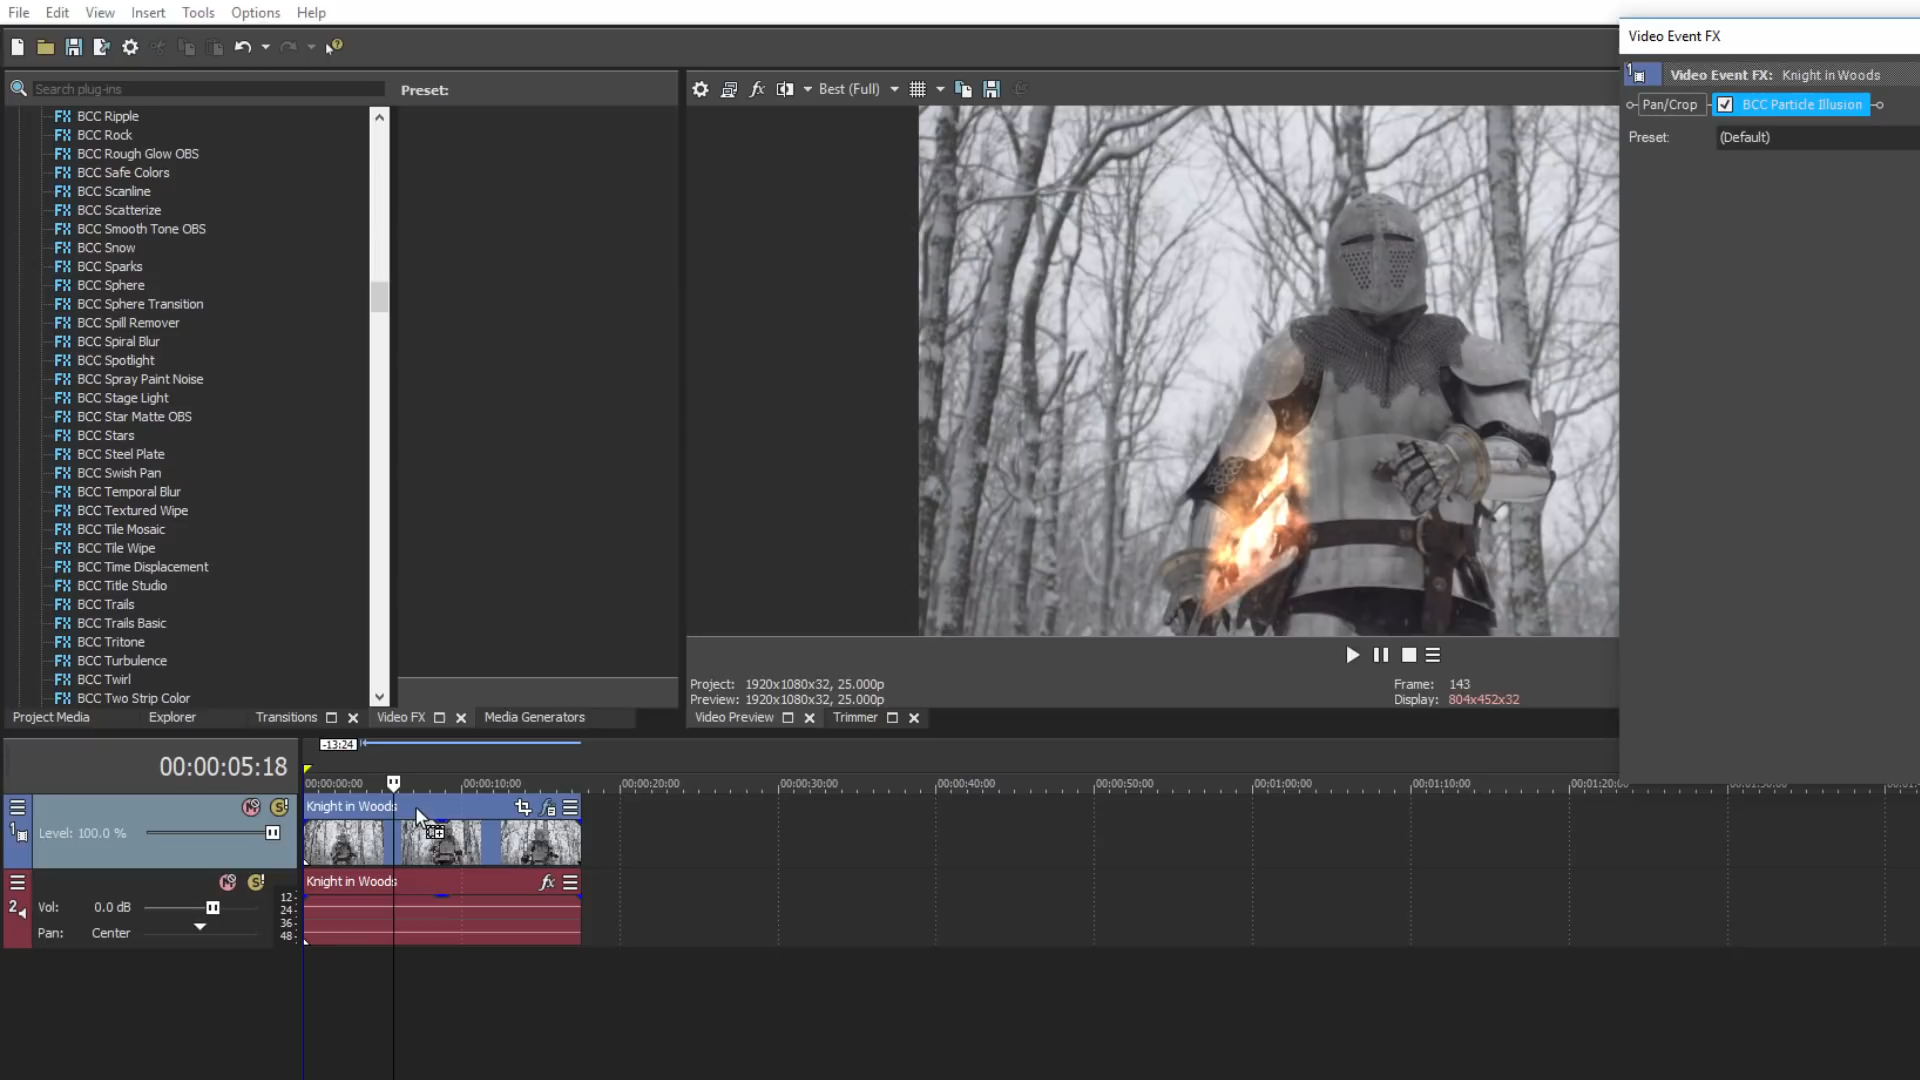 File Edit View Insert Tools Options Help
Video Event FX
Search plug-ins
Preset:
Best (Full)
Video Event FX: Knight in Woods
Pan/Crop
BCC Particle Illusion
Preset: (Default)
BCC Ripple
BCC Rock
BCC Rough Glow OBS
BCC Safe Colors
BCC Scanline
BCC Scatterize
BCC Smooth Tone OBS
BCC Snow
BCC Sparks
BCC Sphere
BCC Sphere Transition
BCC Spill Remover
BCC Spiral Blur
BCC Spotlight
BCC Spray Paint Noise
BCC Stage Light
BCC Star Matte OBS
BCC Stars
BCC Steel Plate
BCC Swish Pan
BCC Temporal Blur
BCC Textured Wipe
BCC Tile Mosaic
BCC Tile Wipe
BCC Time Displacement
BCC Title Studio
BCC Trails
BCC Trails Basic
BCC Tritone
BCC Turbulence
BCC Twirl
BCC Two Strip Color
Project: 1920x1080x32, 25.000p
Preview: 1920x1080x32, 25.000p
Frame: 143
Display: 804x452x32
Project Media Explorer Transitions Video FX Media Generators
Video Preview Trimmer
-13:24
00:00:05:18
00:00:00:00 00:00:10:00 00:00:20:00 00:00:30:00 00:00:40:00 00:00:50:00 00:01:00:00 00:01:10:00
1
Knight in Woods
Level: 100.0 %
2
Knight in Woods
Vol: 0.0 dB
Pan: Center
12
24
36
48